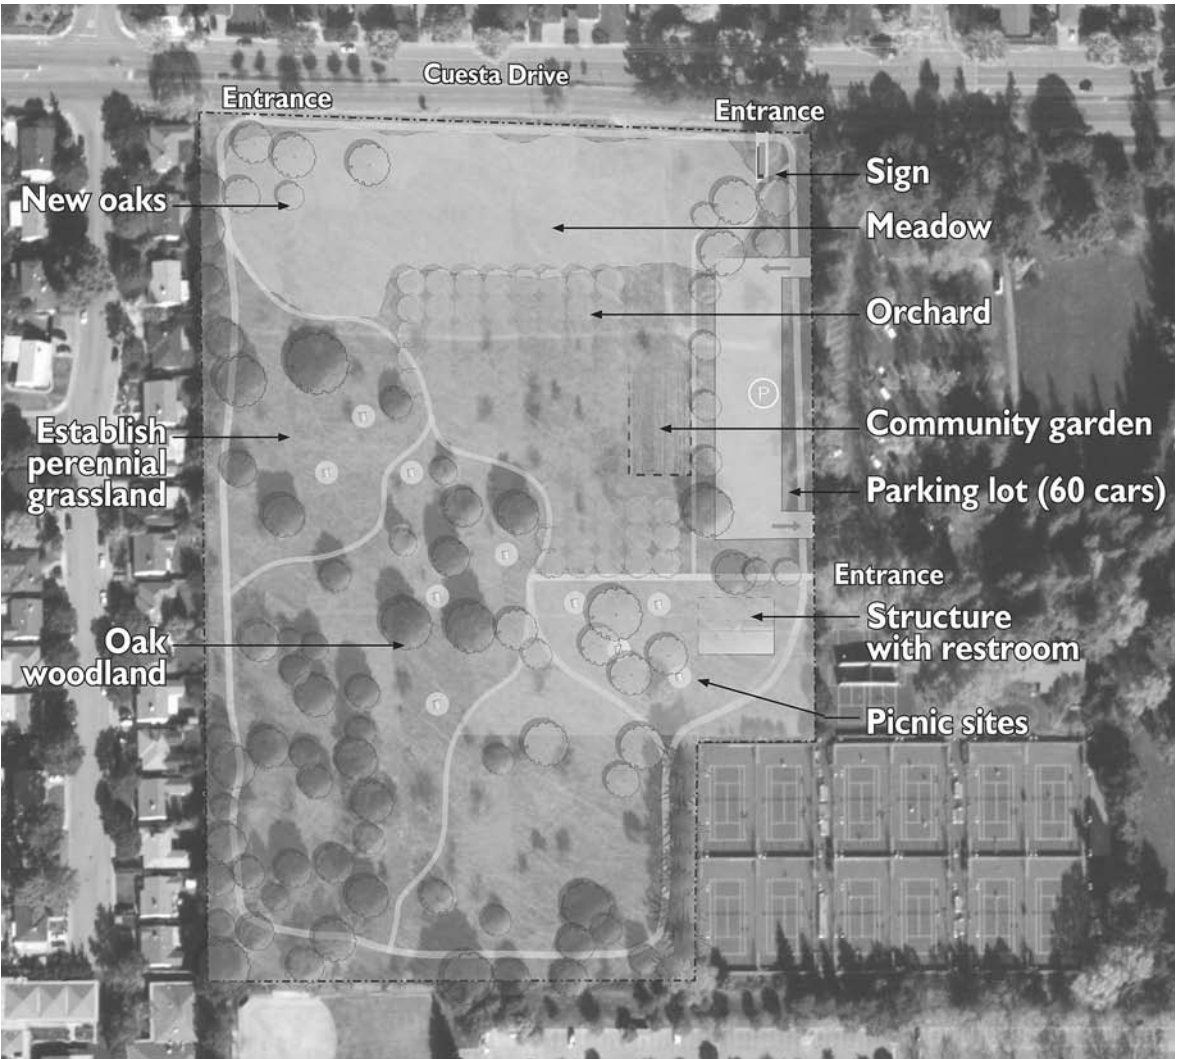 Cuesta Drive
Entrance
Entrance
Sign
New oaks
Meadow
Orchard
P
Community garden
Establish
perennial
grassland
Parking lot (60 cars)
Entrance
Structure
with restroom
Oak
woodland
Picnic sites